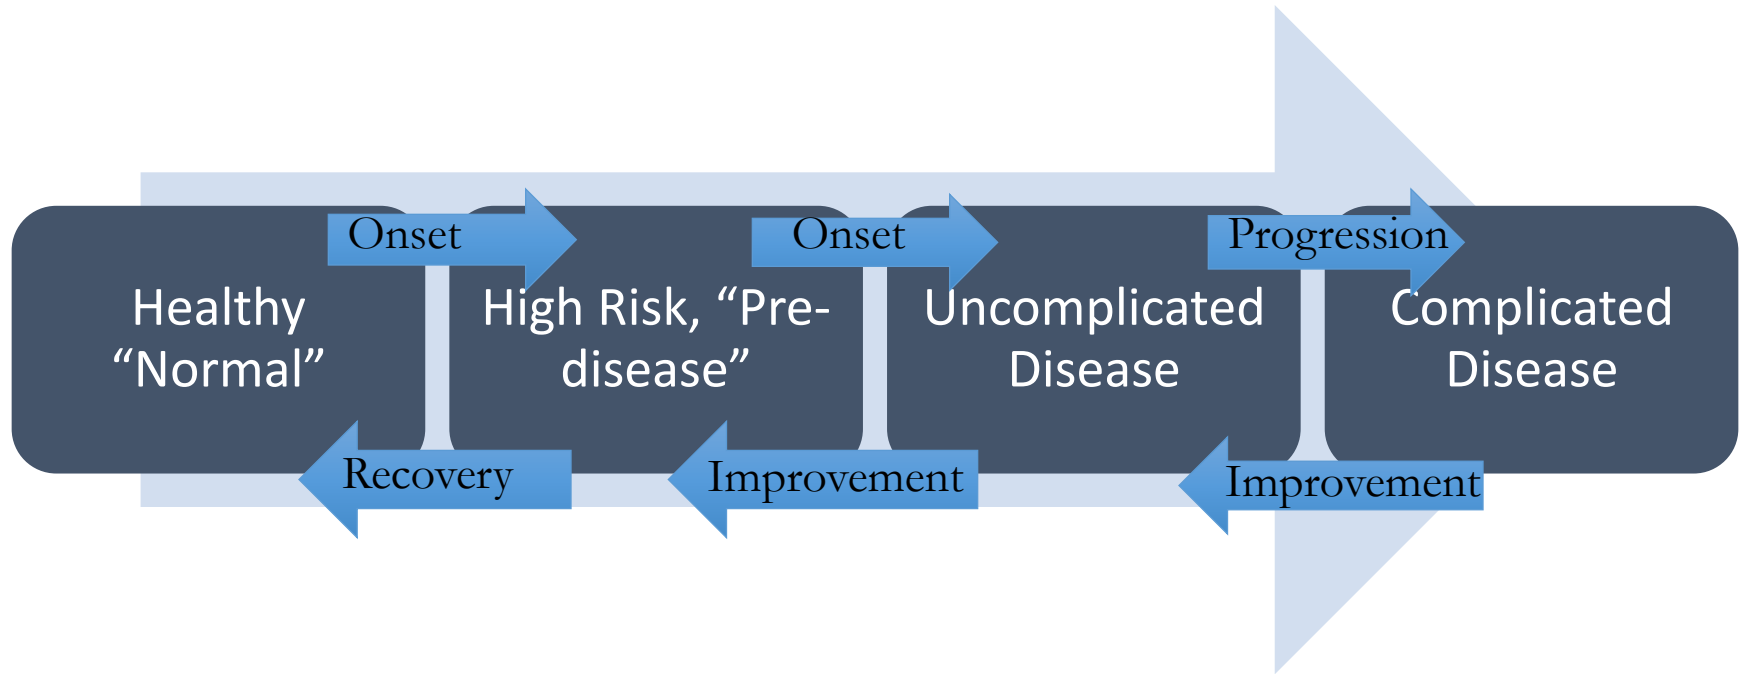 Onset
Onset
Progression
Healthy
“Normal”
High Risk, “Pre-
disease”
Uncomplicated
Disease
Complicated
Disease
Recovery
Improvement
Improvement